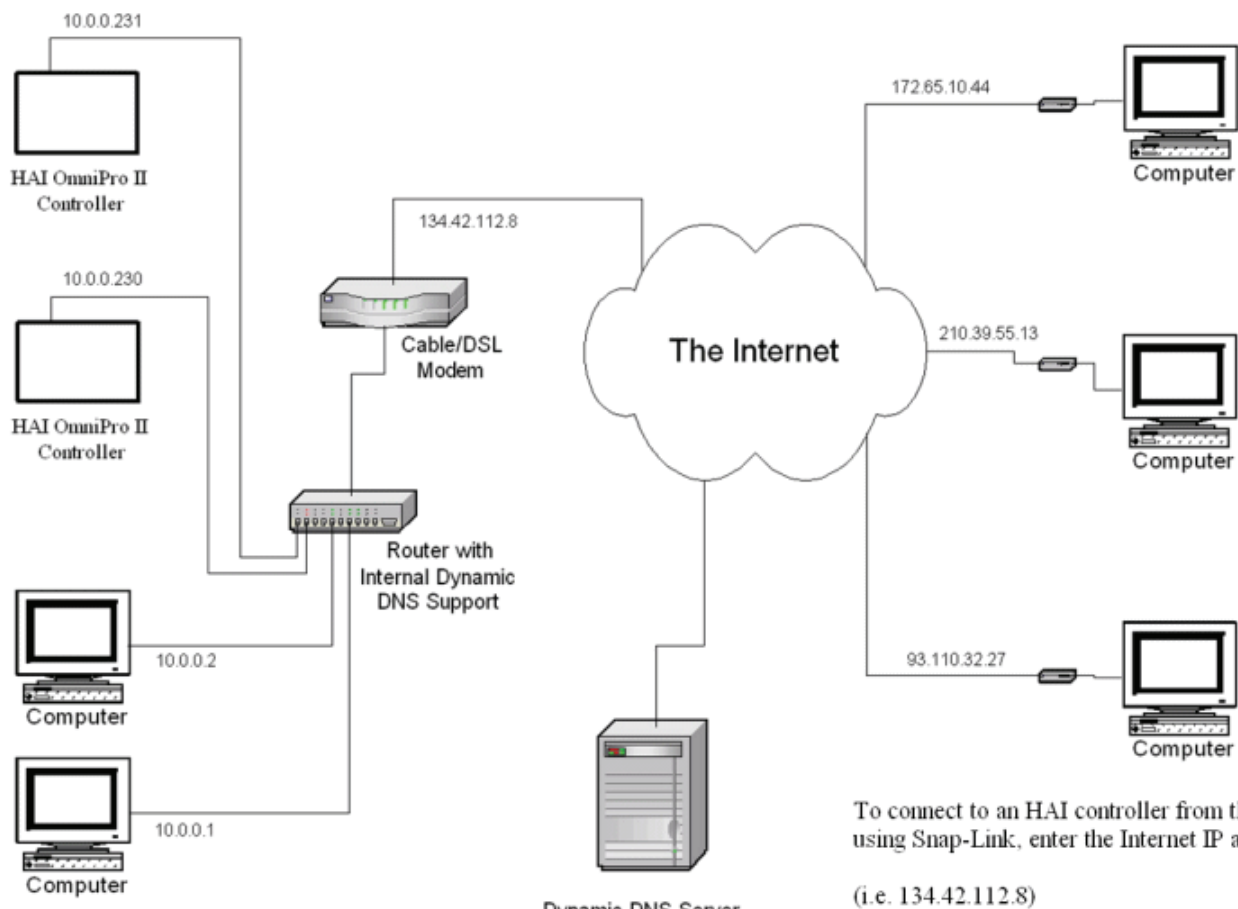 10.0.0.231
HAI OmniPro II
Controller
10.0.0.230
HAI OmniPro II
Controller
134.42.112.8
Cable/DSL
Modem
Router with
Internal Dynamic
DNS Support
10.0.0.2
Computer
10.0.0.1
Computer
The Internet
Dynamic DNS Server
172.65.10.44
Computer
210.39.55.13
Computer
93.110.32.27
Computer
To connect to an HAI controller from
using Snap-Link, enter the Internet IP
(i.e. 134.42.112.8)